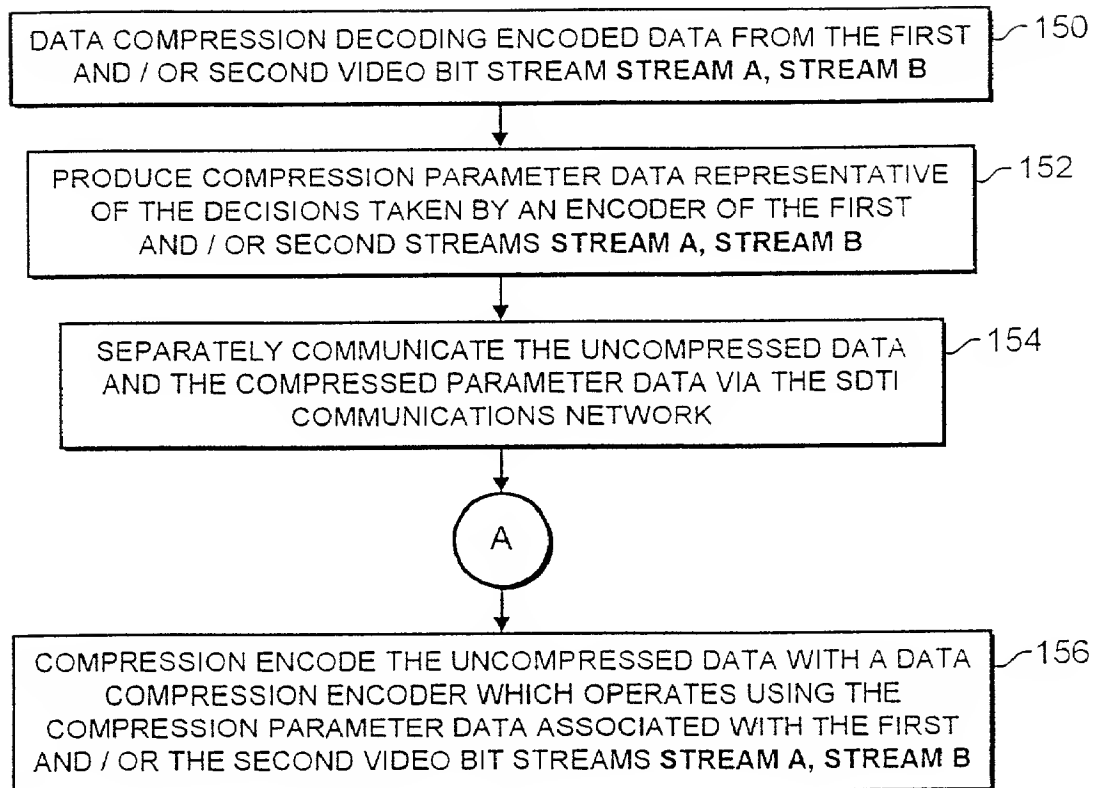 DATA COMPRESSION DECODING ENCODED DATA FROM THE FIRST
AND / OR SECOND VIDEO BIT STREAM STREAM A, STREAM B
150
PRODUCE COMPRESSION PARAMETER DATA REPRESENTATIVE
OF THE DECISIONS TAKEN BY AN ENCODER OF THE FIRST
AND / OR SECOND STREAMS STREAM A, STREAM B
152
SEPARATELY COMMUNICATE THE UNCOMPRESSED DATA
AND THE COMPRESSED PARAMETER DATA VIA THE SDTI
COMMUNICATIONS NETWORK
154
A
COMPRESSION ENCODE THE UNCOMPRESSED DATA WITH A DATA
COMPRESSION ENCODER WHICH OPERATES USING THE
COMPRESSION PARAMETER DATA ASSOCIATED WITH THE FIRST
AND / OR THE SECOND VIDEO BIT STREAMS STREAM A, STREAM B
156